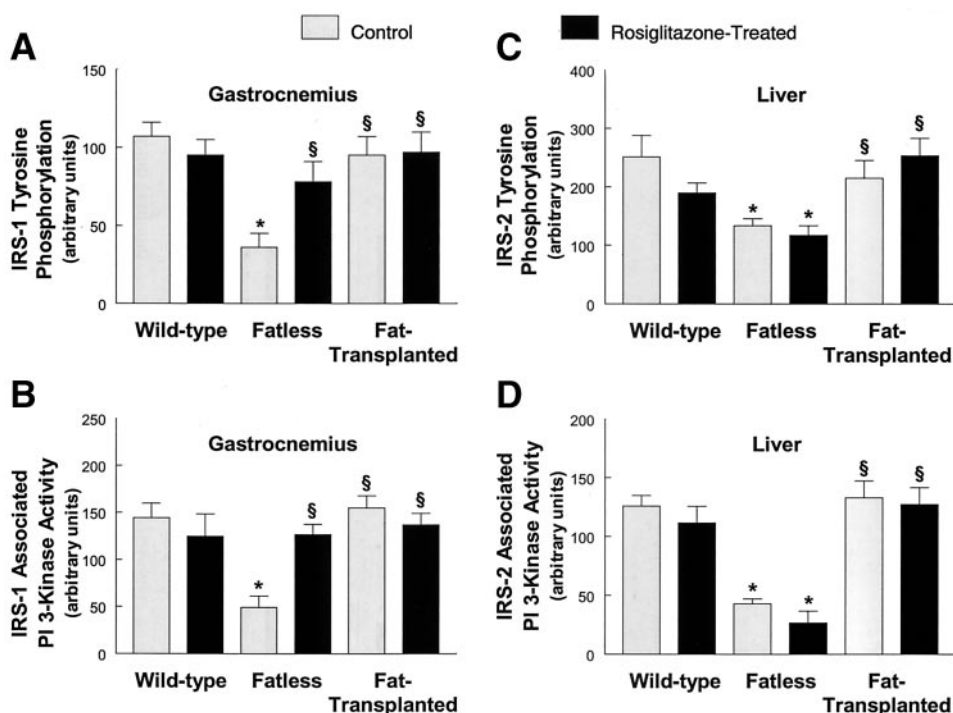 Control
Rosiglitazone-Treated
A
Gastrocnemius
IRS-1 Tyrosine
Phosphorylation
(arbitrary units)
150
100
50
0
*
§
§
§
Wild-type
Fatless
Fat-
Transplanted
C
Liver
IRS-2 Tyrosine
Phosphorylation
(arbitrary units)
400
300
200
100
0
*
*
§
§
Wild-type
Fatless
Fat-
Transplanted
B
Gastrocnemius
IRS-1 Associated
PI 3-Kinase Activity
(arbitrary units)
250
200
150
100
50
0
*
§
§
§
Wild-type
Fatless
Fat-
Transplanted
D
Liver
IRS-2 Associated
PI 3-Kinase Activity
(arbitrary units)
200
150
100
50
0
*
*
§
§
Wild-type
Fatless
Fat-
Transplanted